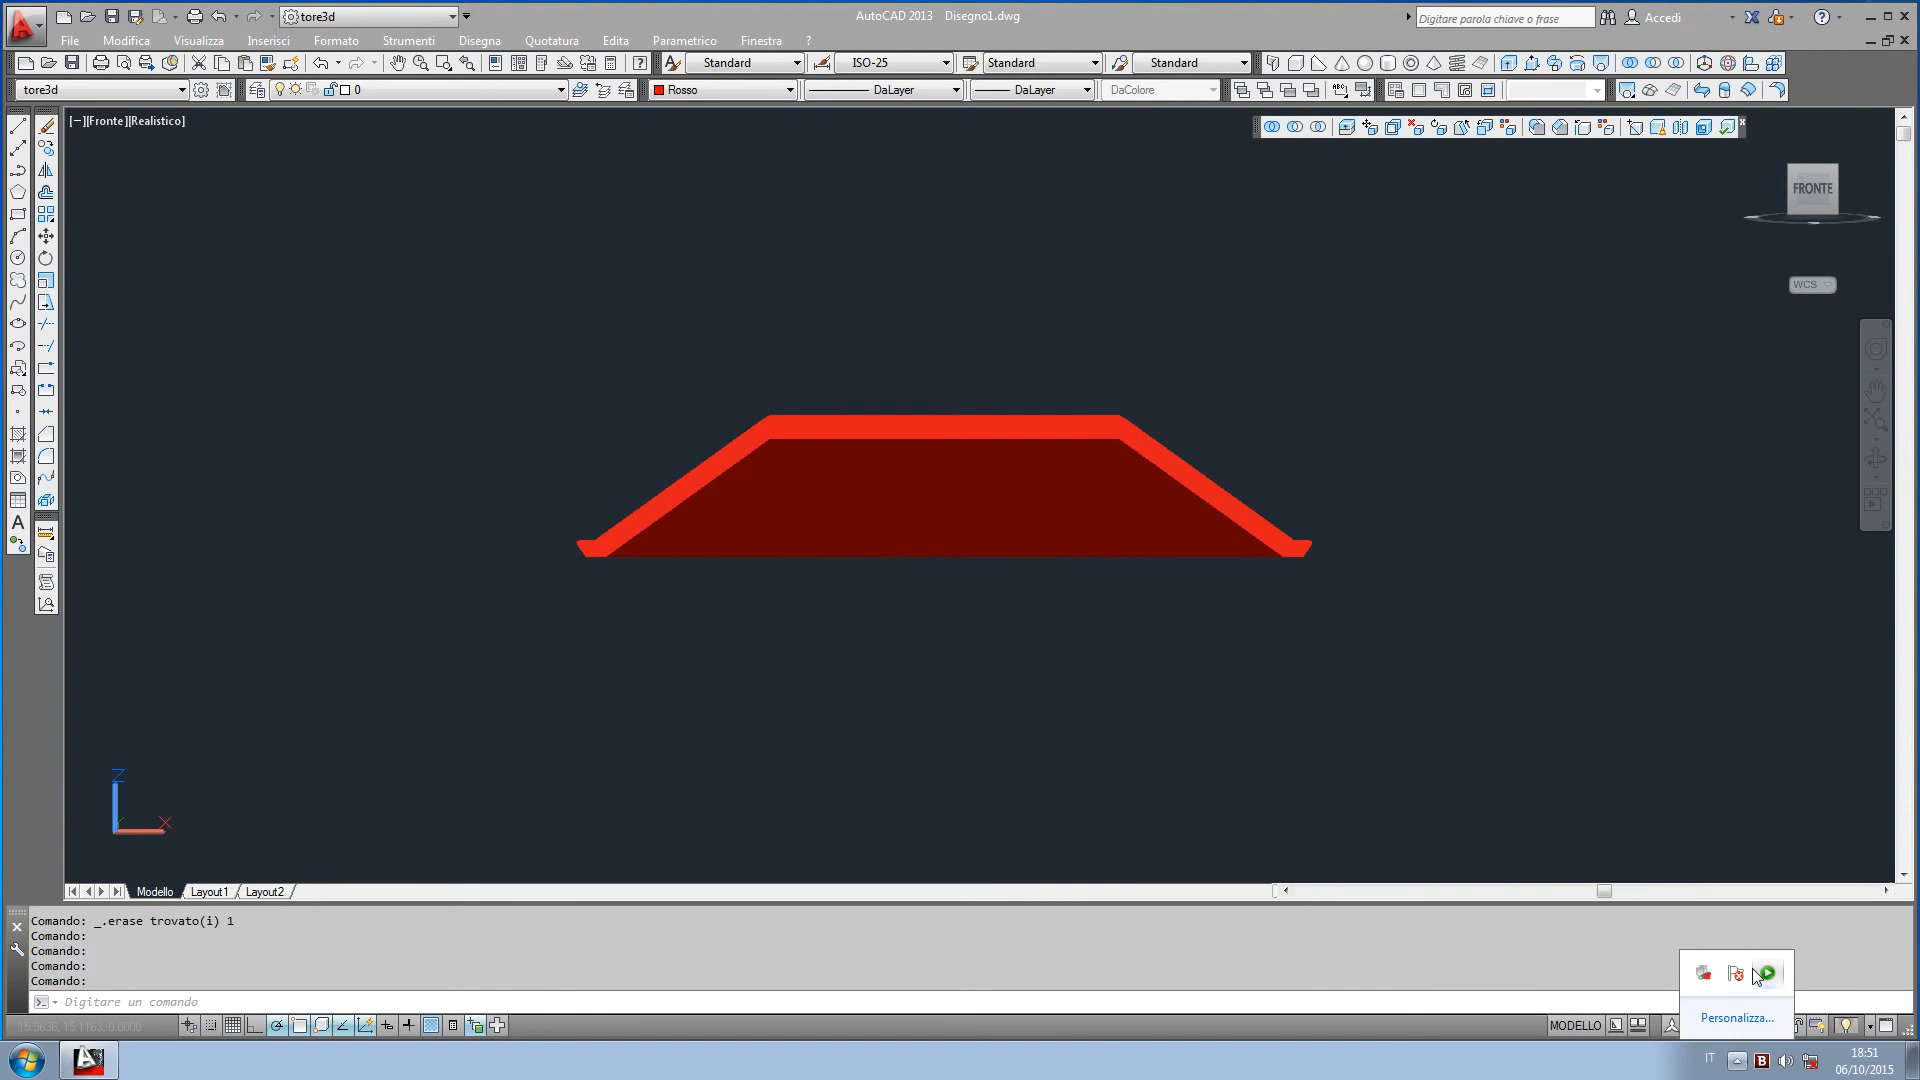 tore3d
AutoCAD 2013 Disegno1.dwg
Digitare parola chiave o frase
Accedi
File Modifica Visualizza Inserisci Formato Strumenti Disegna Quotatura Edita Parametrico Finestra ?
Standard ISO-25 Standard Standard
tore3d 0 Rosso DaLayer DaLayer DaColore
[−][Fronte][Realistico]
FRONTE
WCS
Z
X
Modello Layout1 Layout2
Comando: _.erase trovato(i) 1
Comando:
Comando:
Comando:
Comando:
Digitare un comando
MODELLO
Personalizza...
IT
18:51
06/10/2015